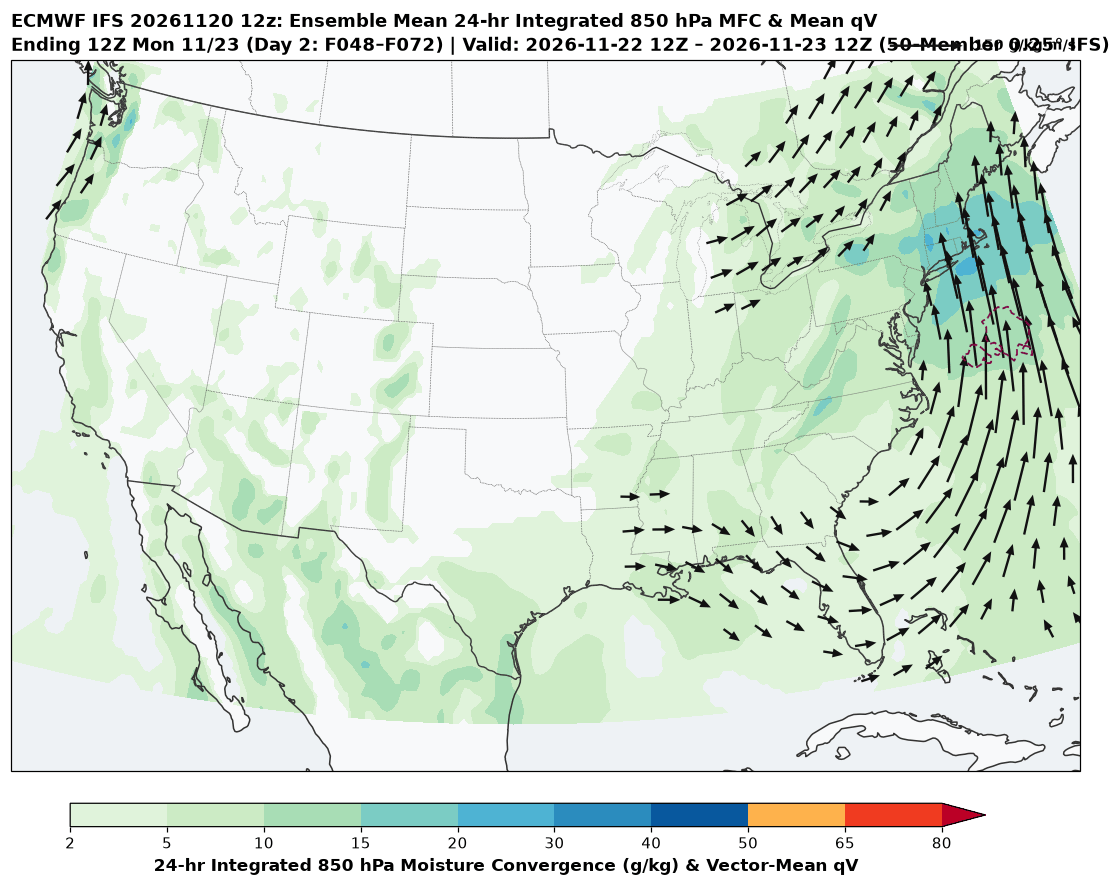 ECMWF IFS 20261120 12z: Ensemble Mean 24-hr Integrated 850 hPa MFC & Mean qV
Ending 12Z Mon 11/23 (Day 2: F048–F072) | Valid: 2026-11-22 12Z – 2026-11-23 12Z (50-Member 0.25° IFS)
2 5 10 15 20 30 40 50 65 80
24-hr Integrated 850 hPa Moisture Convergence (g/kg) & Vector-Mean qV